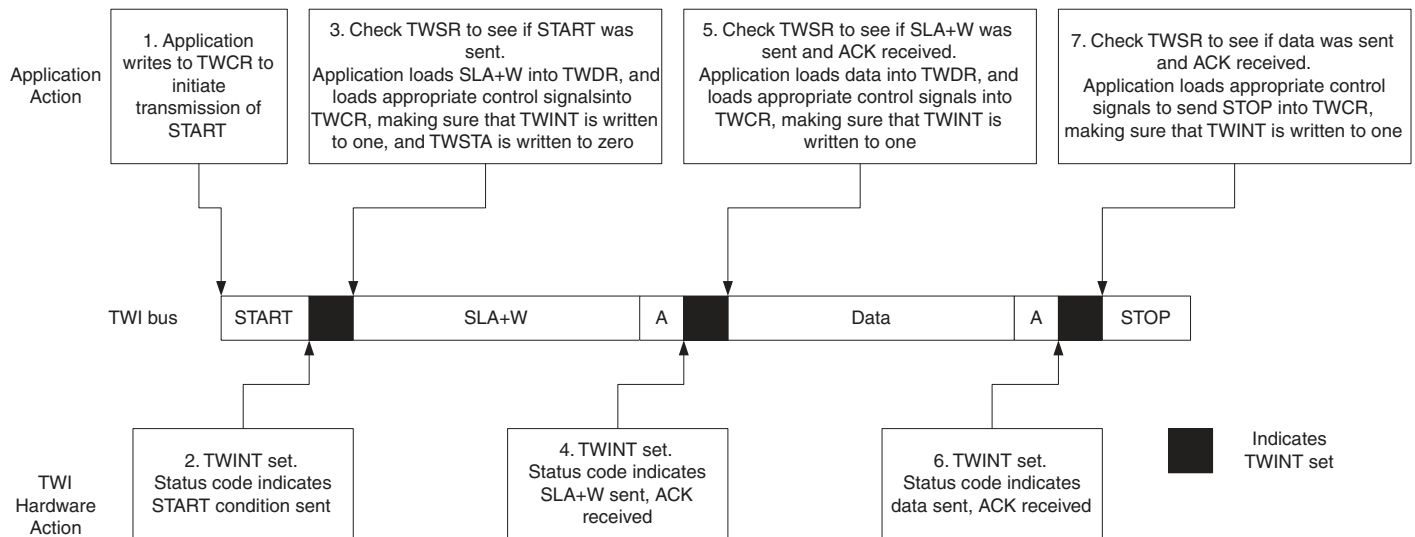 Application
Action
1. Application
writes to TWCR to
initiate
transmission of
START
3. Check TWSR to see if START was
sent.
Application loads SLA+W into TWDR, and
loads appropriate control signalsinto
TWCR, making sure that TWINT is written
to one, and TWSTA is written to zero
5. Check TWSR to see if SLA+W was
sent and ACK received.
Application loads data into TWDR, and
loads appropriate control signals into
TWCR, making sure that TWINT is
written to one
7. Check TWSR to see if data was sent
and ACK received.
Application loads appropriate control
signals to send STOP into TWCR,
making sure that TWINT is written to one
TWI bus
START
SLA+W
A
Data
A
STOP
TWI
Hardware
Action
2. TWINT set.
Status code indicates
START condition sent
4. TWINT set.
Status code indicates
SLA+W sent, ACK
received
6. TWINT set.
Status code indicates
data sent, ACK received
Indicates
TWINT set